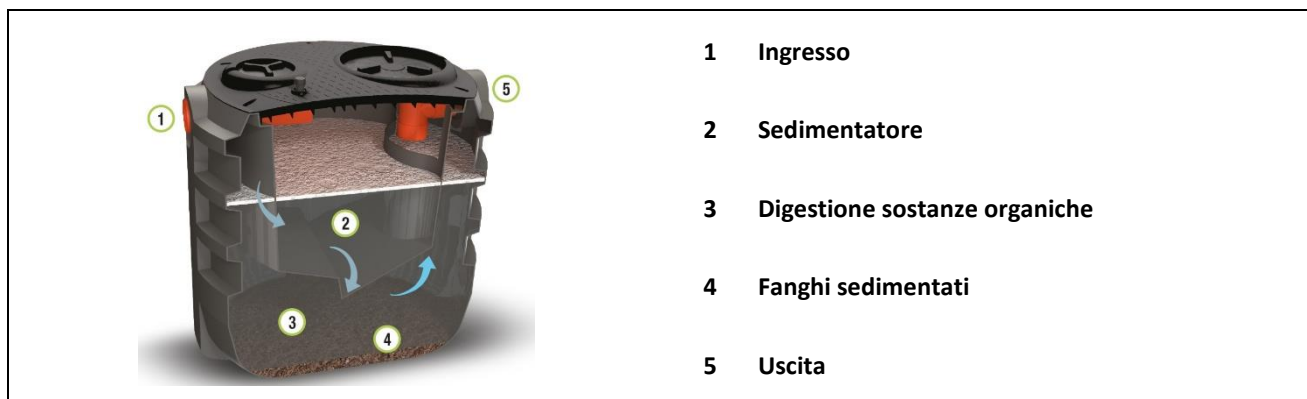 1
5
2
3
4
1 Ingresso
2 Sedimentatore
3 Digestione sostanze organiche
4 Fanghi sedimentati
5 Uscita